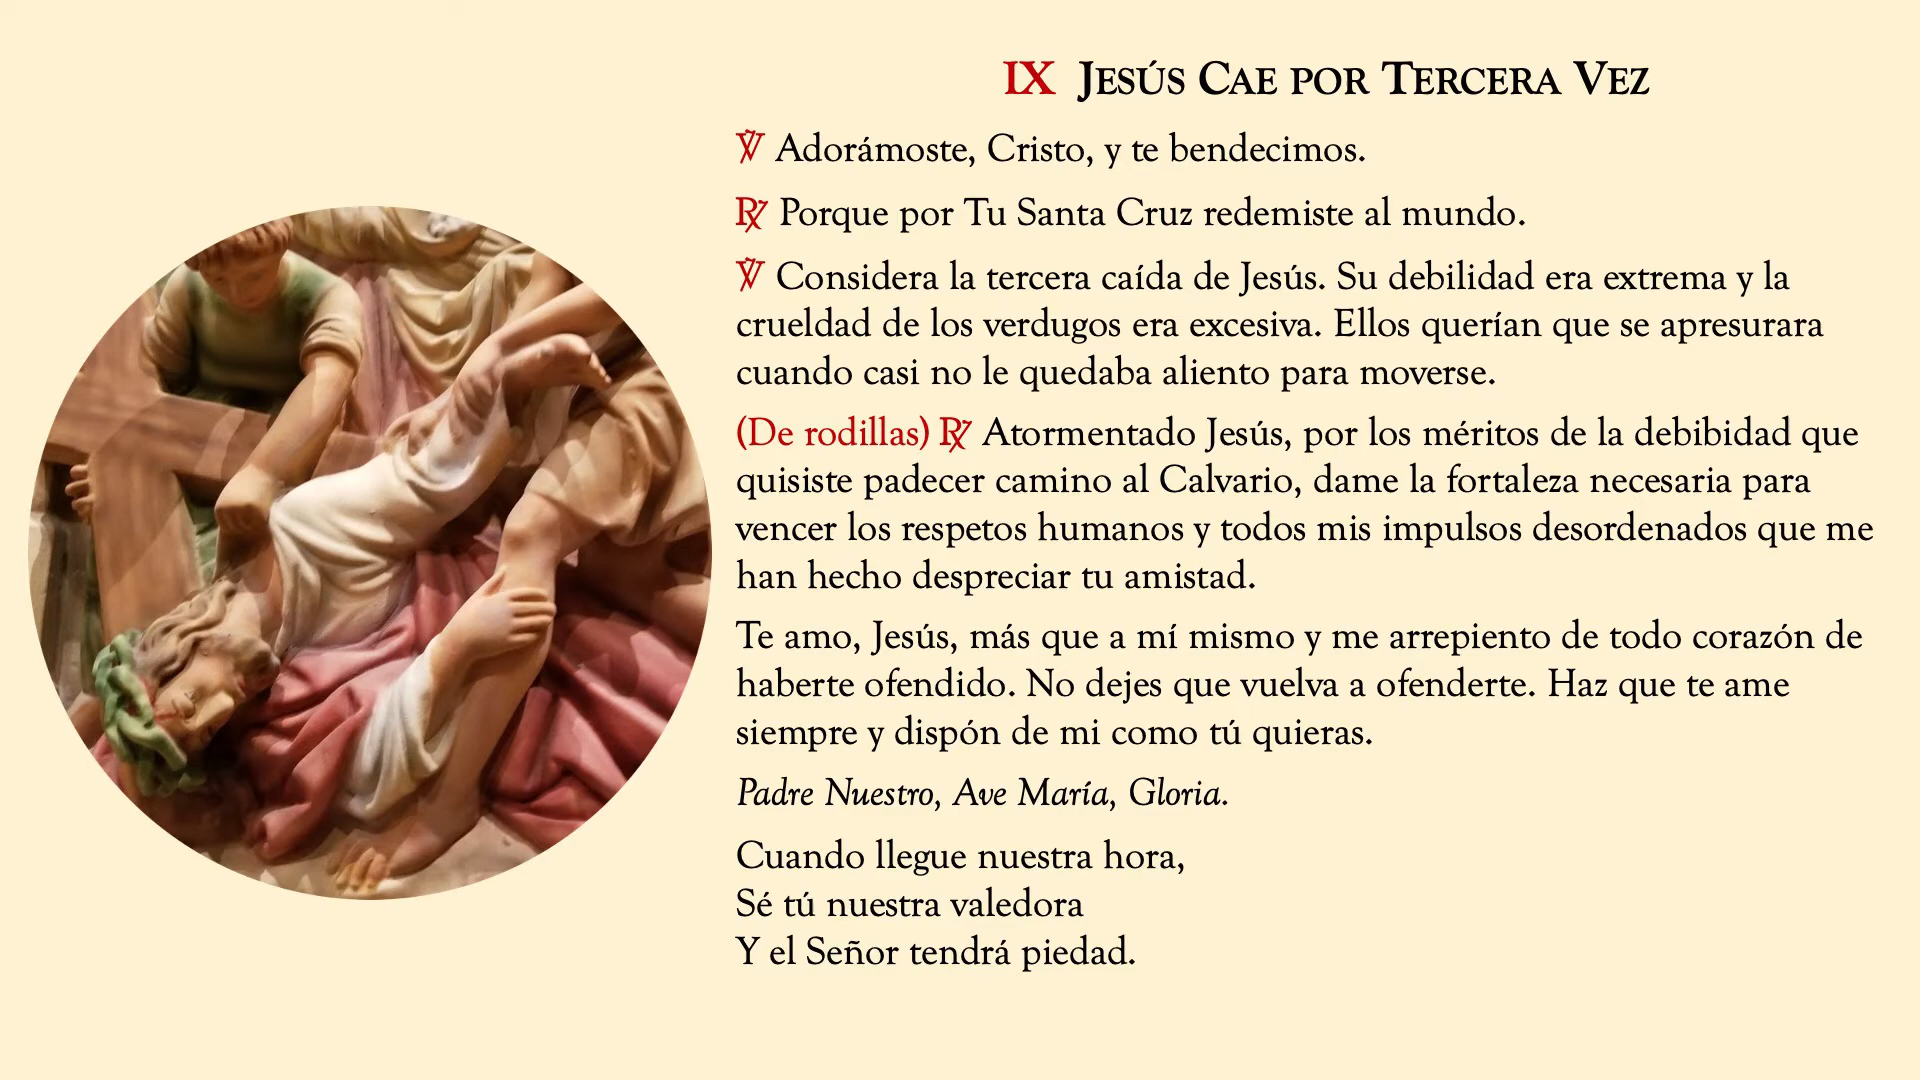 IX Jesús Cae por Tercera Vez
℣ Adorámoste, Cristo, y te bendecimos.
℟ Porque por Tu Santa Cruz redemiste al mundo.
℣ Considera la tercera caída de Jesús. Su debilidad era extrema y la
crueldad de los verdugos era excesiva. Ellos querían que se apresurara
cuando casi no le quedaba aliento para moverse.
(De rodillas) ℟ Atormentado Jesús, por los méritos de la debibidad que
quisiste padecer camino al Calvario, dame la fortaleza necesaria para
vencer los respetos humanos y todos mis impulsos desordenados que me
han hecho despreciar tu amistad.
Te amo, Jesús, más que a mí mismo y me arrepiento de todo corazón de
haberte ofendido. No dejes que vuelva a ofenderte. Haz que te ame
siempre y dispón de mi como tú quieras.
Padre Nuestro, Ave María, Gloria.
Cuando llegue nuestra hora,
Sé tú nuestra valedora
Y el Señor tendrá piedad.